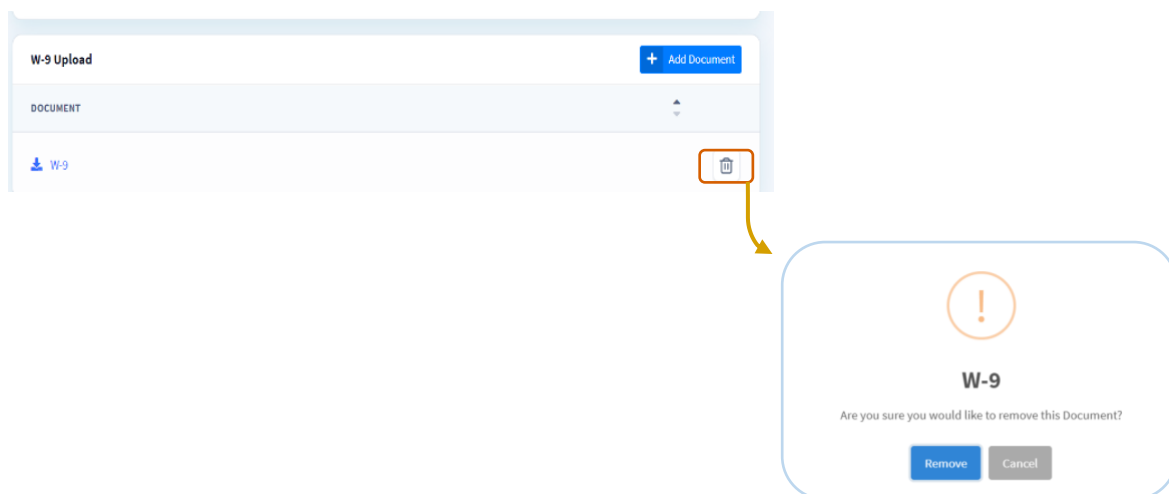 W-9 Upload
Add Document
DOCUMENT
W-9
W-9
Are you sure you would like to remove this Document?
Remove
Cancel